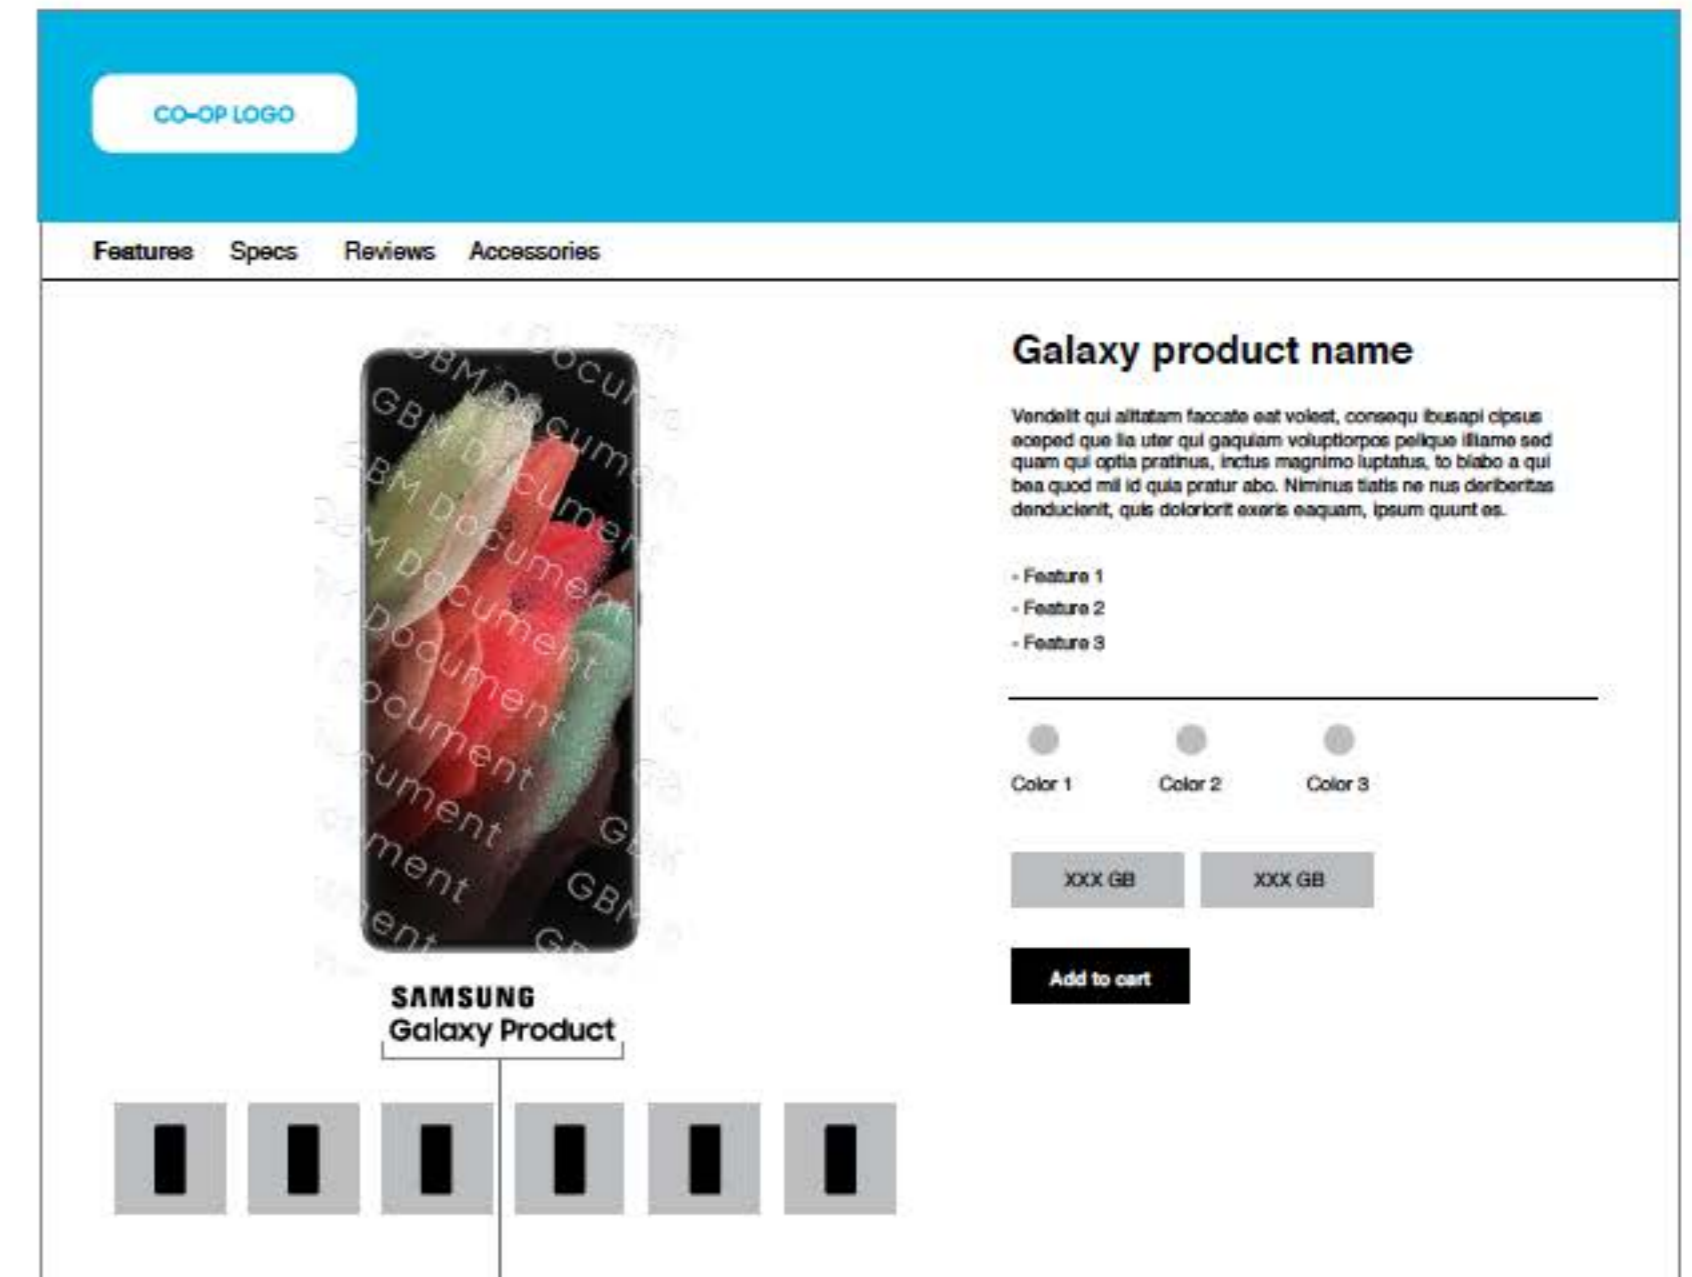 CO-OP LOGO
Features Specs Reviews Accessories
GBM Document
SAMSUNG
Galaxy Product
Galaxy product name
Vendelit qui alitatam faccate eat volest, consequ ibusapi cipsus
eceped que lia uter qui gaquiam voluptiorpos pelique illiame sed
quam qui optia pratinus, inctus magnimo luptatus, to blabo a qui
bea quod mil id quia pratur abo. Niminus tiatis ne nus deriberitas
denducienit, quis doloriorit exeris eaquam, ipsum quunt es.
- Feature 1
- Feature 2
- Feature 3
Color 1 Color 2 Color 3
XXX GB XXX GB
Add to cart